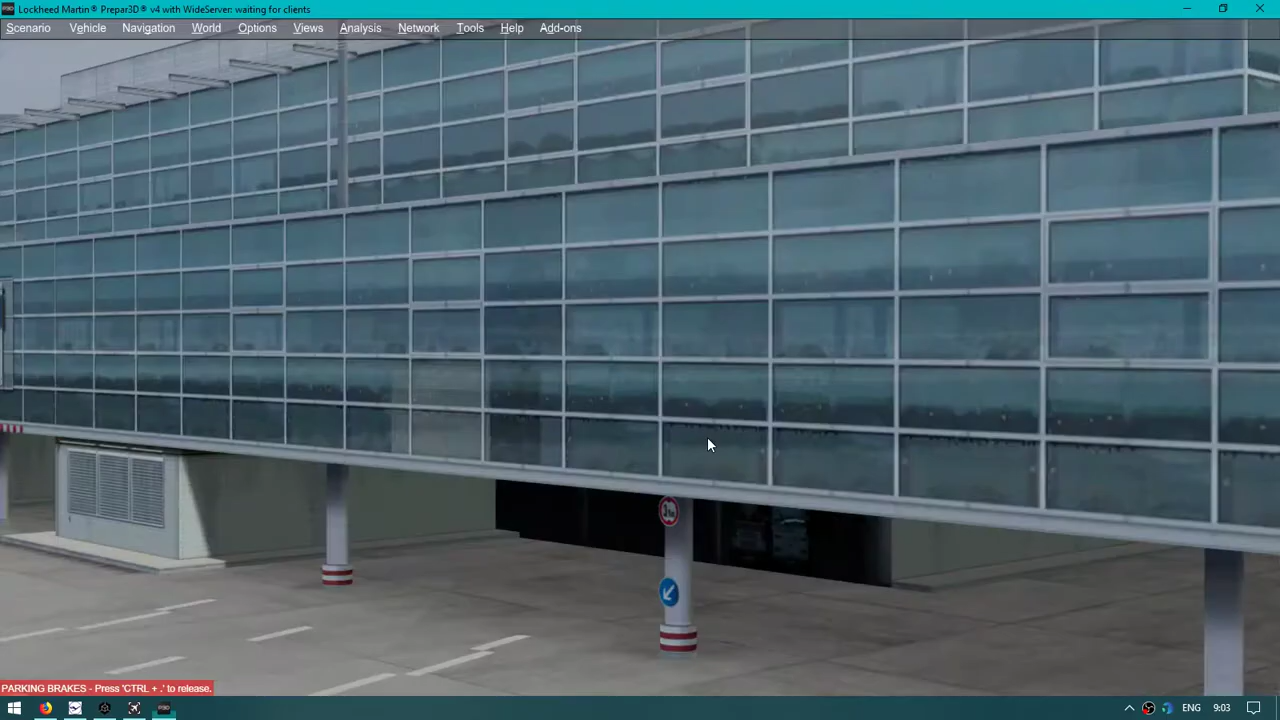 Lockheed Martin® Prepar3D® v4 with WideServer: waiting for clients
Scenario Vehicle Navigation World Options Views Analysis Network Tools Help Add-ons
PARKING BRAKES - Press 'CTRL + .' to release.
ENG 9:03